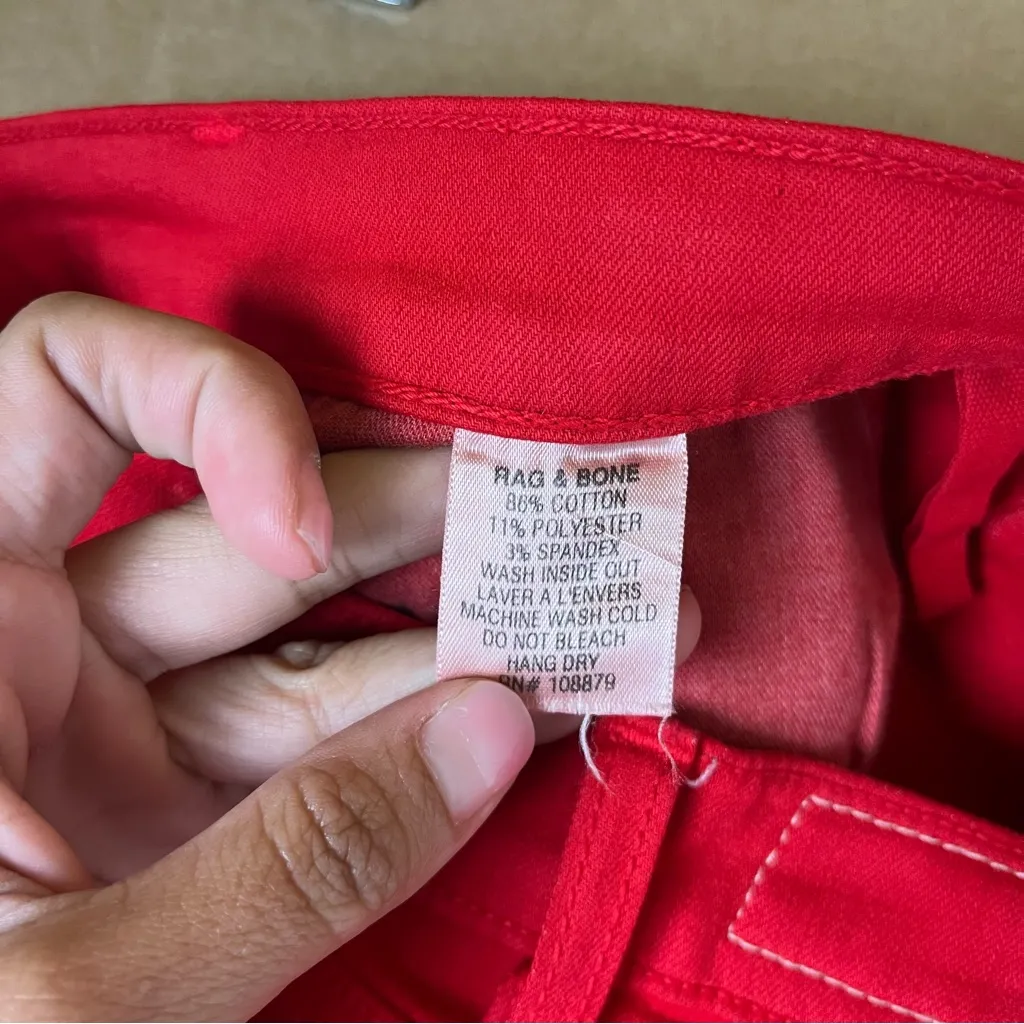 RAG & BONE
86% COTTON
11% POLYESTER
3% SPANDEX
WASH INSIDE OUT
LAVER A L'ENVERS
MACHINE WASH COLD
DO NOT BLEACH
HANG DRY
RN# 108879